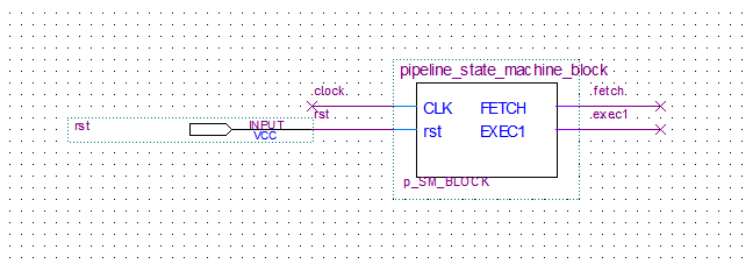 pipeline_state_machine_block
clock
fetch
CLK FETCH
rst
exec1
rst INPUT
VCC
rst EXEC1
p_SM_BLOCK